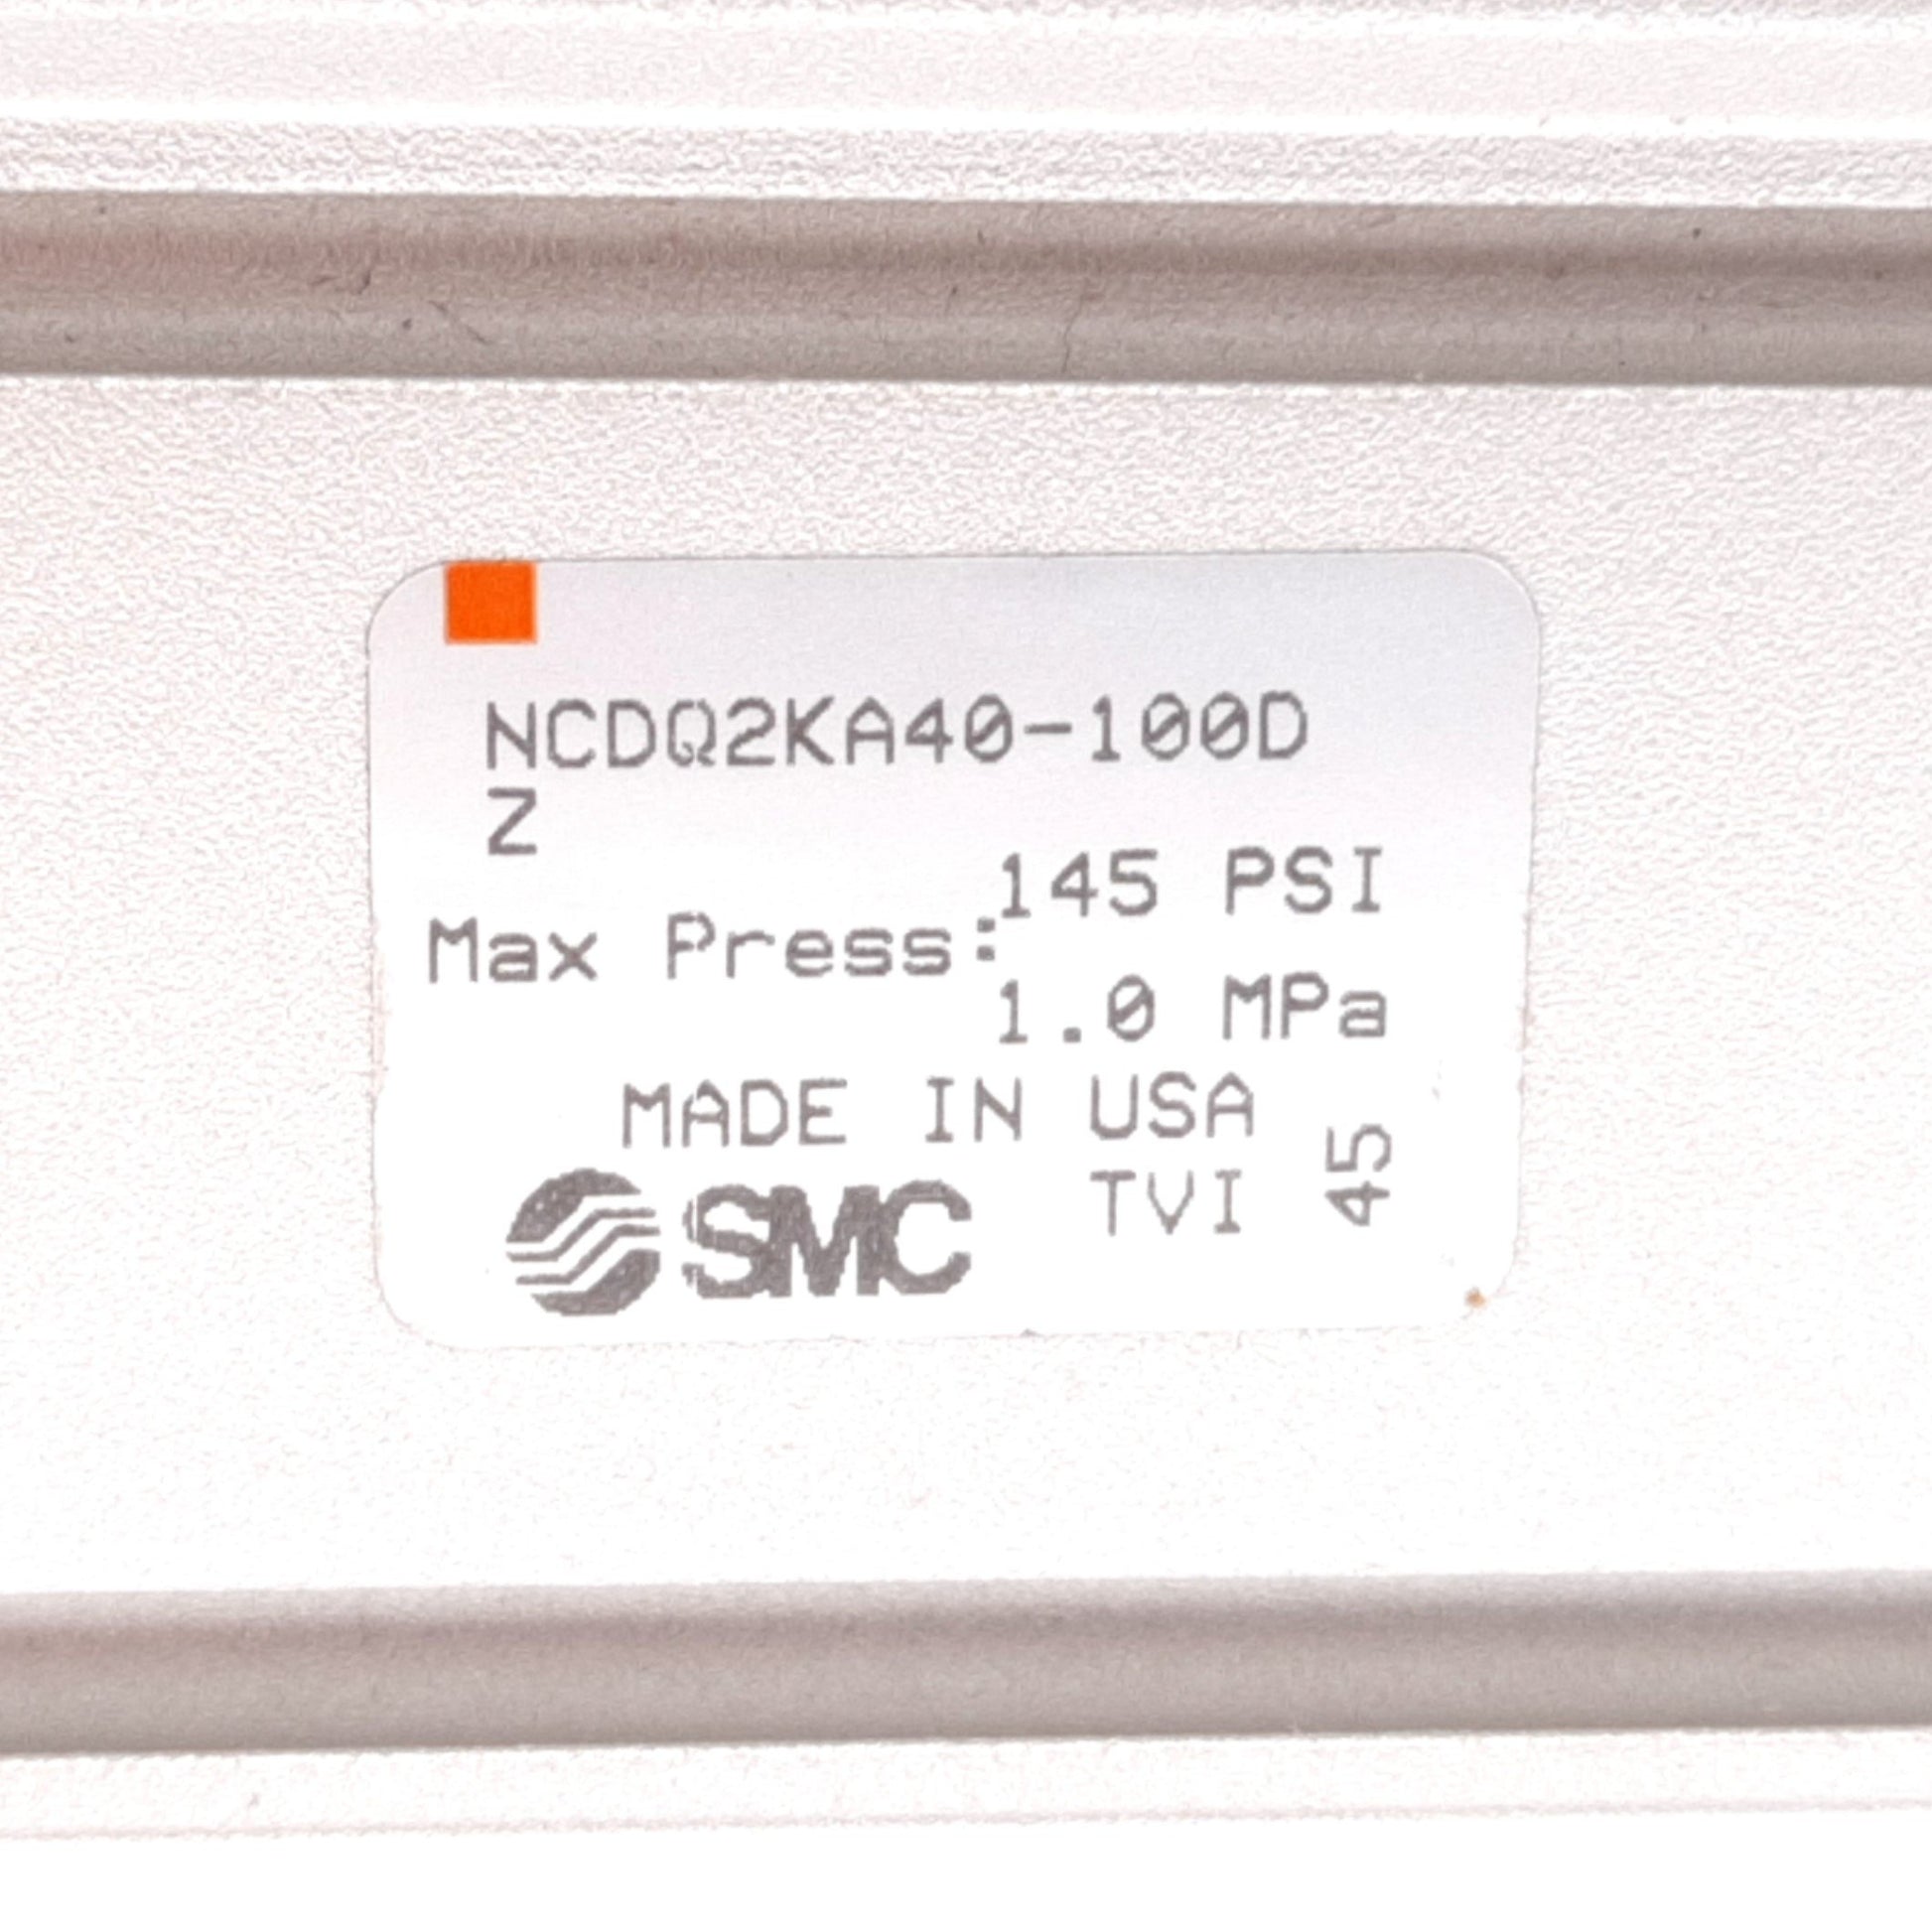 NCDQ2KA40-100D
Z
145 PSI
Max Press:
1.0 MPa
MADE IN USA
SMC TVI 45